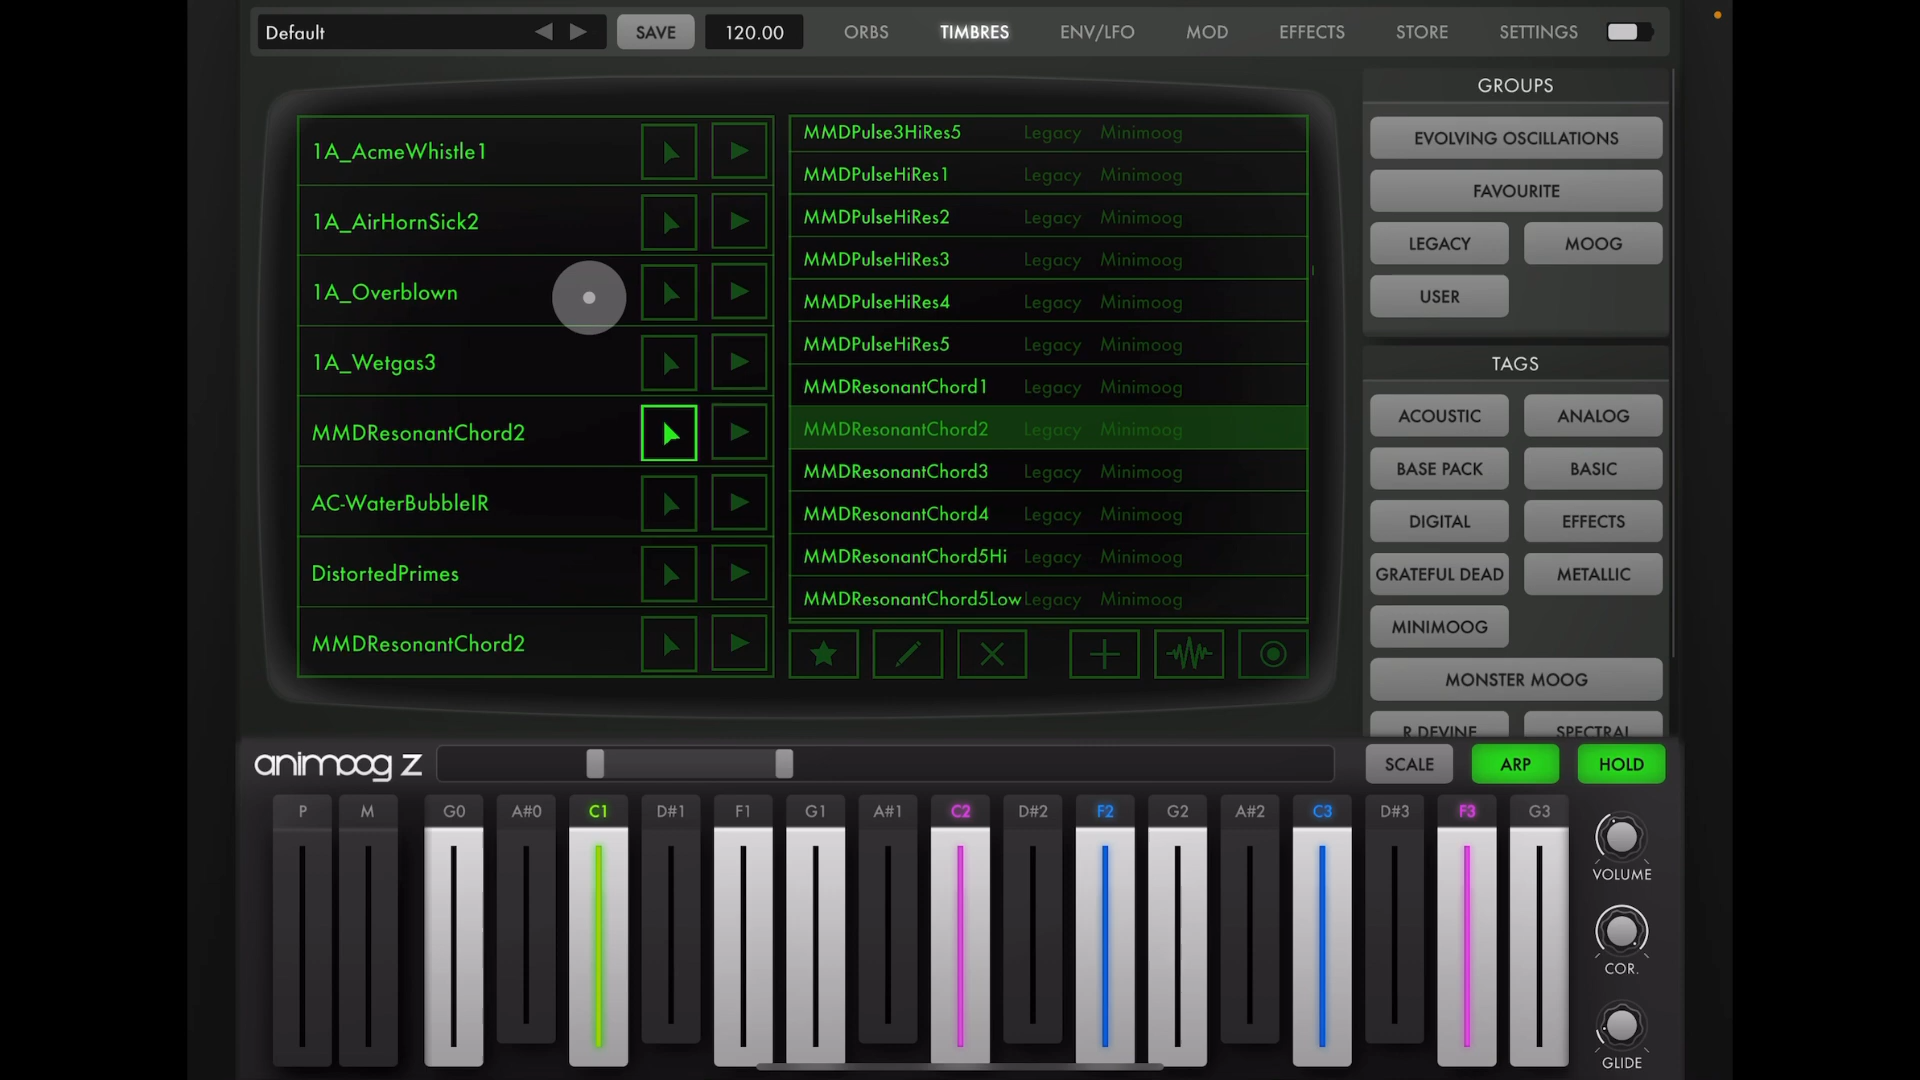 Default
SAVE
120.00
ORBS
TIMBRES
ENV/LFO
MOD
EFFECTS
STORE
SETTINGS
1A_AcmeWhistle1
1A_AirHornSick2
1A_Overblown
1A_Wetgas3
MMDResonantChord2
AC-WaterBubbleIR
DistortedPrimes
MMDResonantChord2
MMDPulse3HiRes5 Legacy Minimoog
MMDPulseHiRes1 Legacy Minimoog
MMDPulseHiRes2 Legacy Minimoog
MMDPulseHiRes3 Legacy Minimoog
MMDPulseHiRes4 Legacy Minimoog
MMDPulseHiRes5 Legacy Minimoog
MMDResonantChord1 Legacy Minimoog
MMDResonantChord2 Legacy Minimoog
MMDResonantChord3 Legacy Minimoog
MMDResonantChord4 Legacy Minimoog
MMDResonantChord5Hi Legacy Minimoog
MMDResonantChord5Low Legacy Minimoog
GROUPS
EVOLVING OSCILLATIONS
FAVOURITE
LEGACY MOOG
USER
TAGS
ACOUSTIC ANALOG
BASE PACK BASIC
DIGITAL EFFECTS
GRATEFUL DEAD METALLIC
MINIMOOG
MONSTER MOOG
R DEVINE SPECTRAL
animoog Z
SCALE
ARP
HOLD
P M G0 A#0 C1 D#1 F1 G1 A#1 C2 D#2 F2 G2 A#2 C3 D#3 F3 G3
VOLUME
COR.
GLIDE